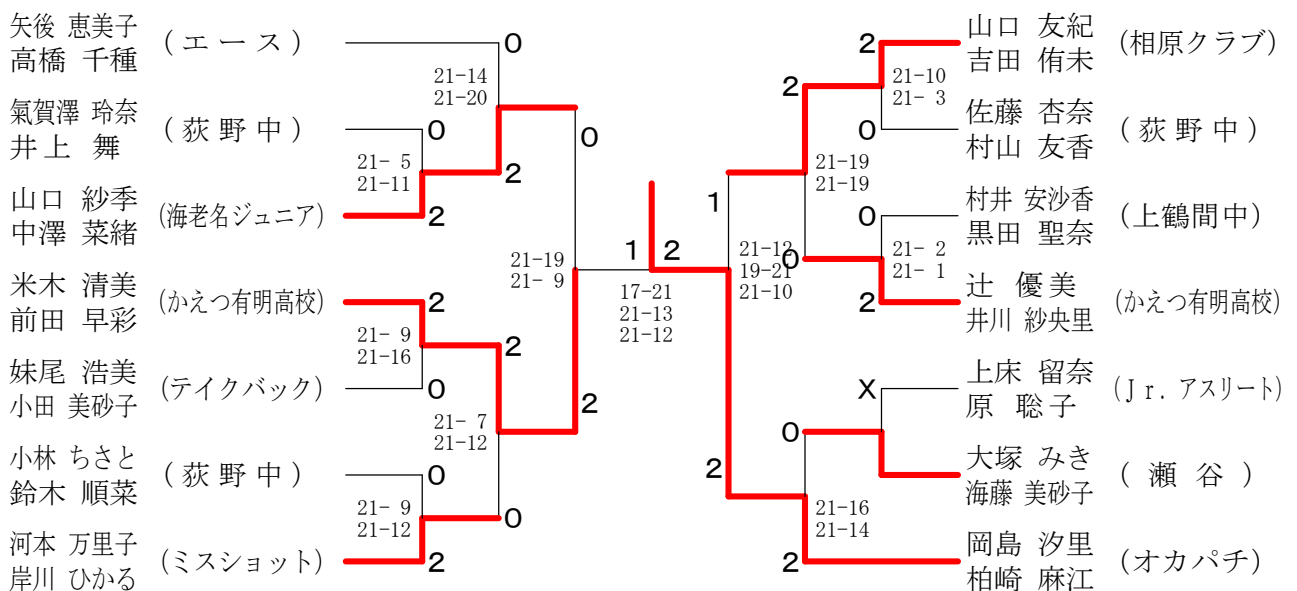 矢後 恵美子
高橋 千種
(エース)
0
21-14
21-20
氣賀澤 玲奈
井上 舞
(荻野中)
0
21- 5
21-11
2
0
山口 紗季
中澤 菜緒
(海老名ジュニア)
2
21-19
21- 9
米木 清美
前田 早彩
(かえつ有明高校)
2
21- 9
21-16
2
妹尾 浩美
小田 美砂子
(テイクバック)
0
21- 7
21-12
2
小林 ちさと
鈴木 順菜
(荻野中)
0
21- 9
21-12
0
河本 万里子
岸川 ひかる
(ミスショット)
2
1
2
17-21
21-13
21-12
山口 友紀
吉田 侑未
(相原クラブ)
2
21-10
21- 3
2
佐藤 杏奈
村山 友香
(荻野中)
0
21-19
21-19
1
村井 安沙香
黒田 聖奈
(上鶴間中)
0
21- 2
21- 1
0
21-12
19-21
21-10
辻 優美
井川 紗央里
(かえつ有明高校)
2
上床 留奈
原 聡子
(Jr. アスリート)
X
0
大塚 みき
海藤 美砂子
(瀬谷)
2
21-16
21-14
岡島 汐里
柏崎 麻江
(オカパチ)
2